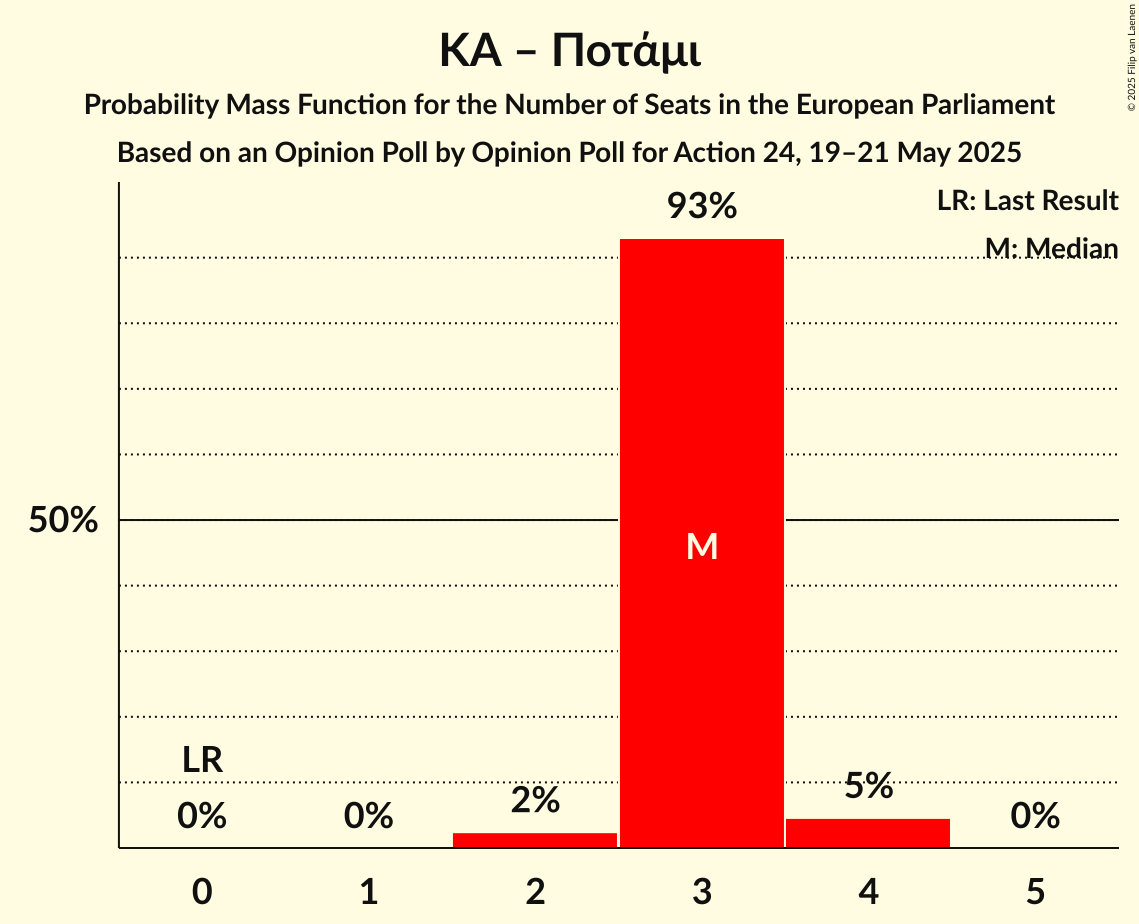 ΚΑ – Ποτάμι
Probability Mass Function for the Number of Seats in the European Parliament
Based on an Opinion Poll by Opinion Poll for Action 24, 19–21 May 2025
© 2025 Filip van Laenen
LR: Last Result
M: Median
93%
50%
M
LR
0%
0%
2%
5%
0%
0
1
2
3
4
5